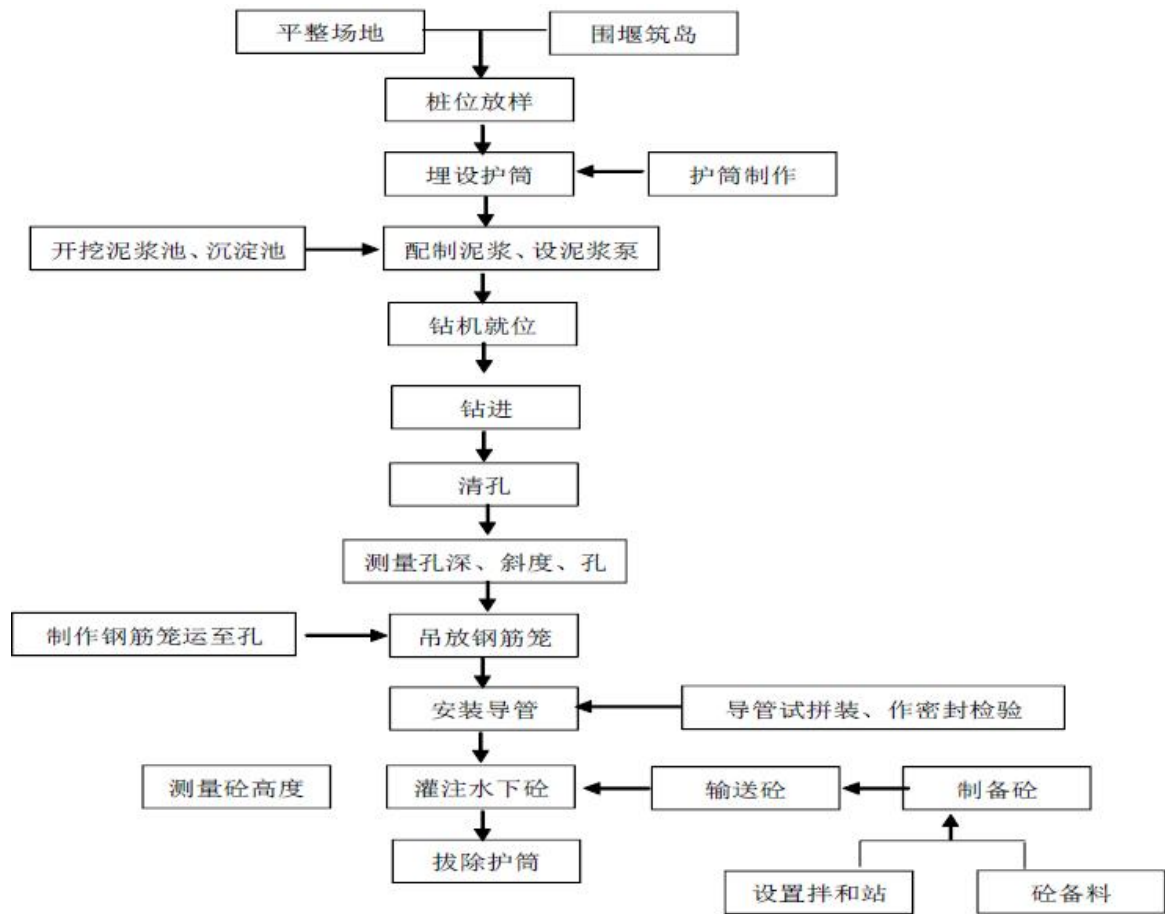 平整场地
围堰筑岛
桩位放样
埋设护筒
护筒制作
开挖泥浆池、沉淀池
配制泥浆、设泥浆泵
钻机就位
钻进
清孔
测量孔深、斜度、孔
制作钢筋笼运至孔
吊放钢筋笼
安装导管
导管试拼装、作密封检验
测量砼高度
灌注水下砼
输送砼
制备砼
拔除护筒
设置拌和站
砼备料